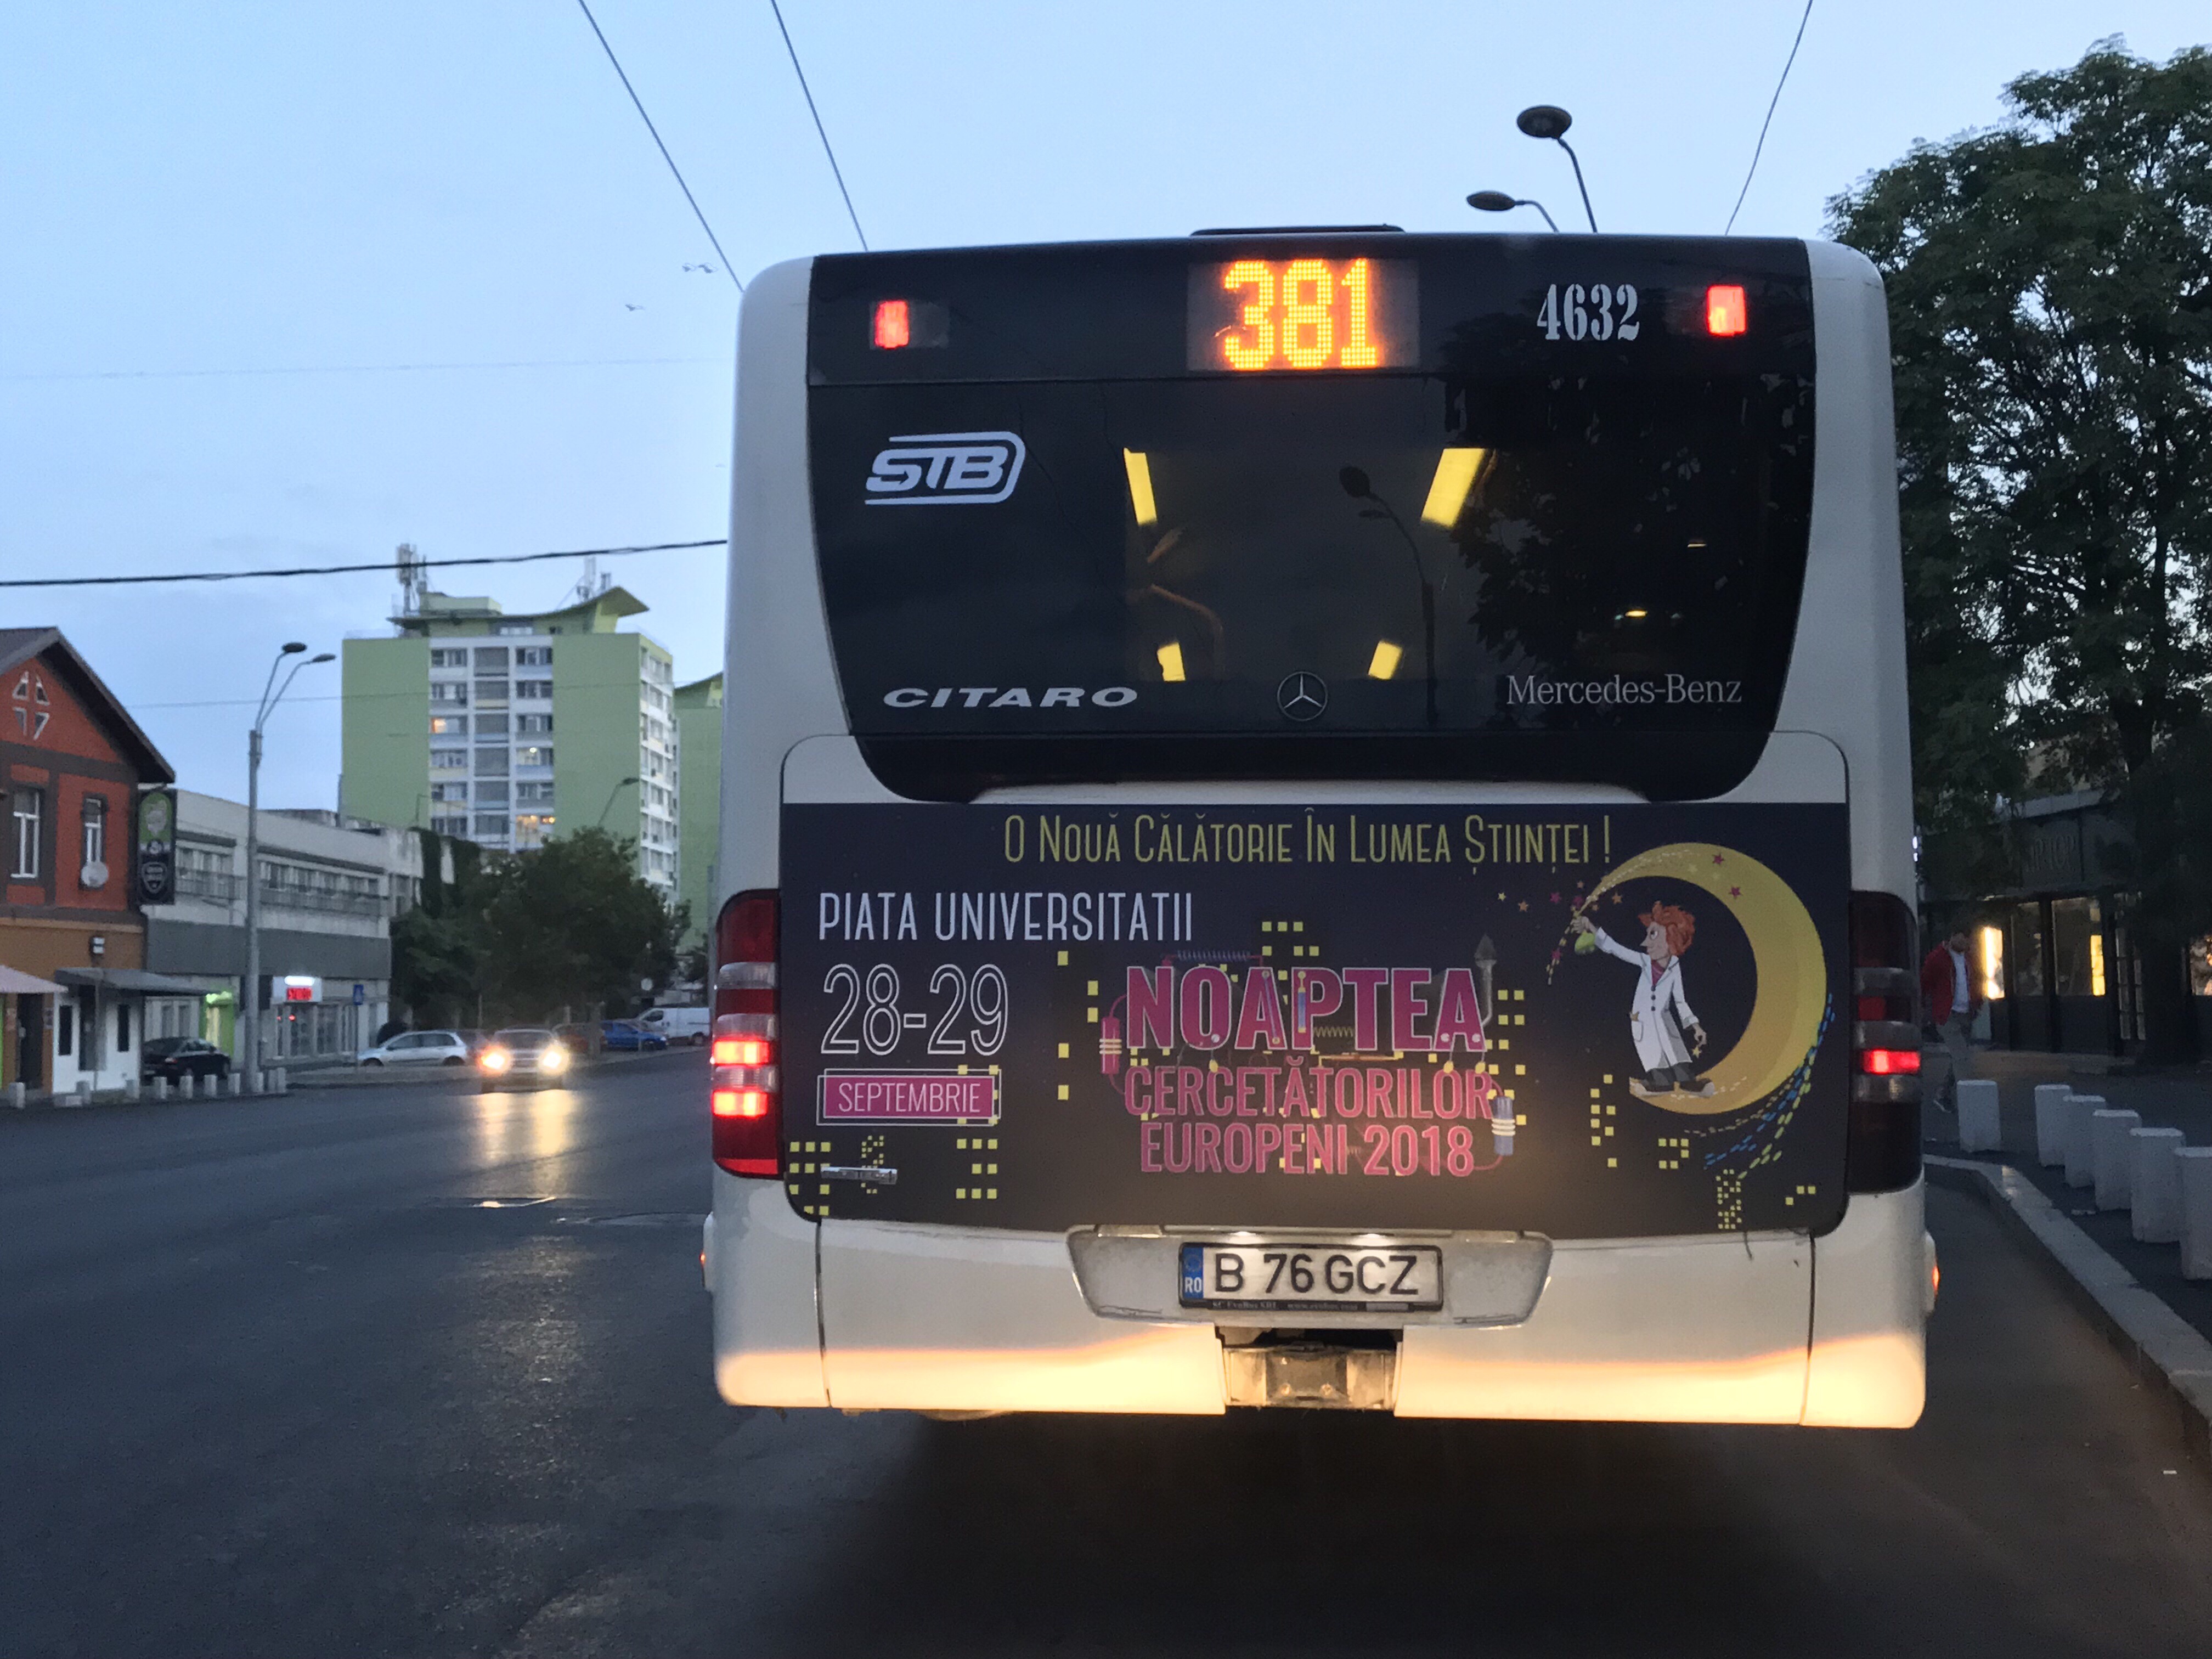 381
4632
STB
CITARO
Mercedes-Benz
O NOUĂ CĂLĂTORIE ÎN LUMEA ȘTIINȚEI !
PIATA UNIVERSITATII
28-29
SEPTEMBRIE
NOAPTEA
CERCETĂTORILOR
EUROPENI 2018
RO B 76 GCZ